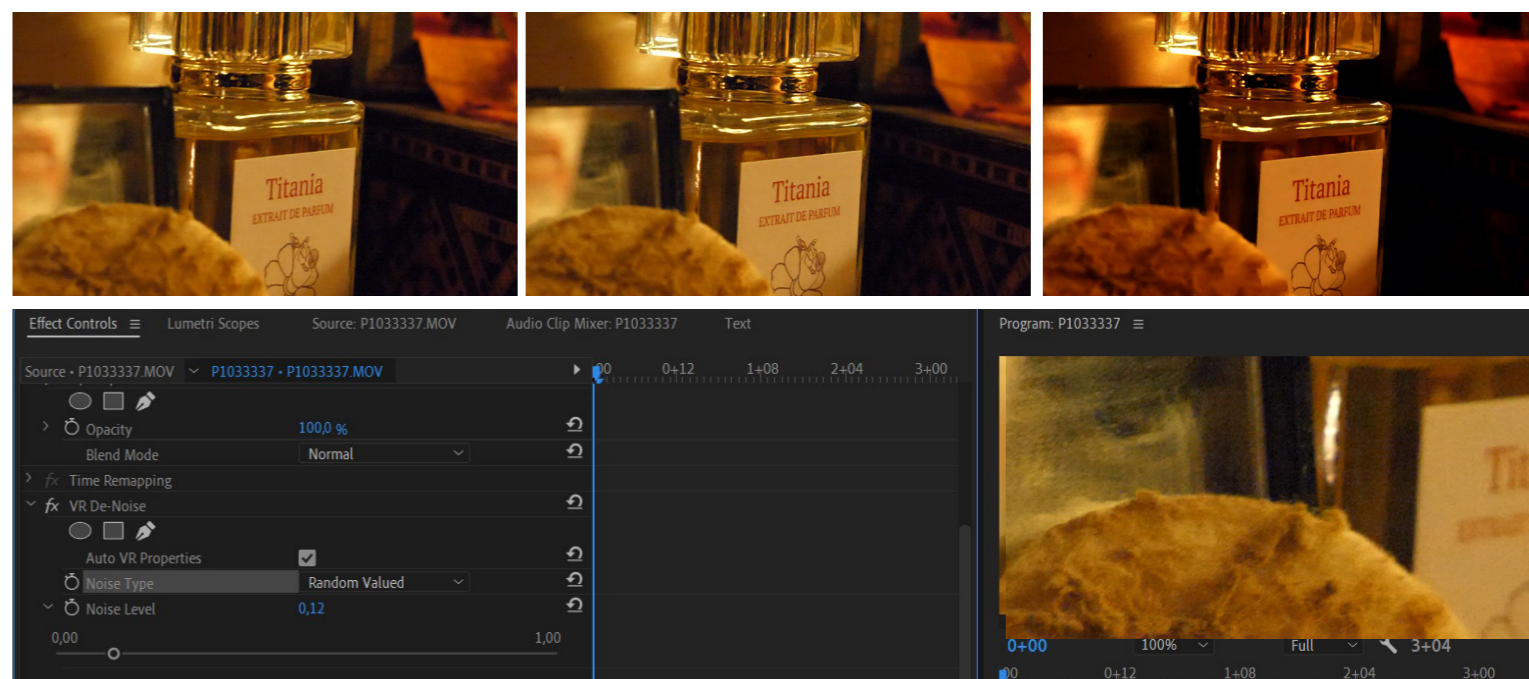 Titania
EXTRAIT DE PARFUM
Titania
EXTRAIT DE PARFUM
Titania
EXTRAIT DE PARFUM
Effect Controls Lumetri Scopes Source: P1033337.MOV Audio Clip Mixer: P1033337 Text
Program: P1033337
Source • P1033337.MOV P1033337 • P1033337.MOV
00 0+12 1+08 2+04 3+00
Opacity 100,0 %
Blend Mode Normal
fx Time Remapping
fx VR De-Noise
Auto VR Properties
Noise Type Random Valued
Noise Level 0,12
0,00 1,00
0+00 100% Full 3+04
00 0+12 1+08 2+04 3+00